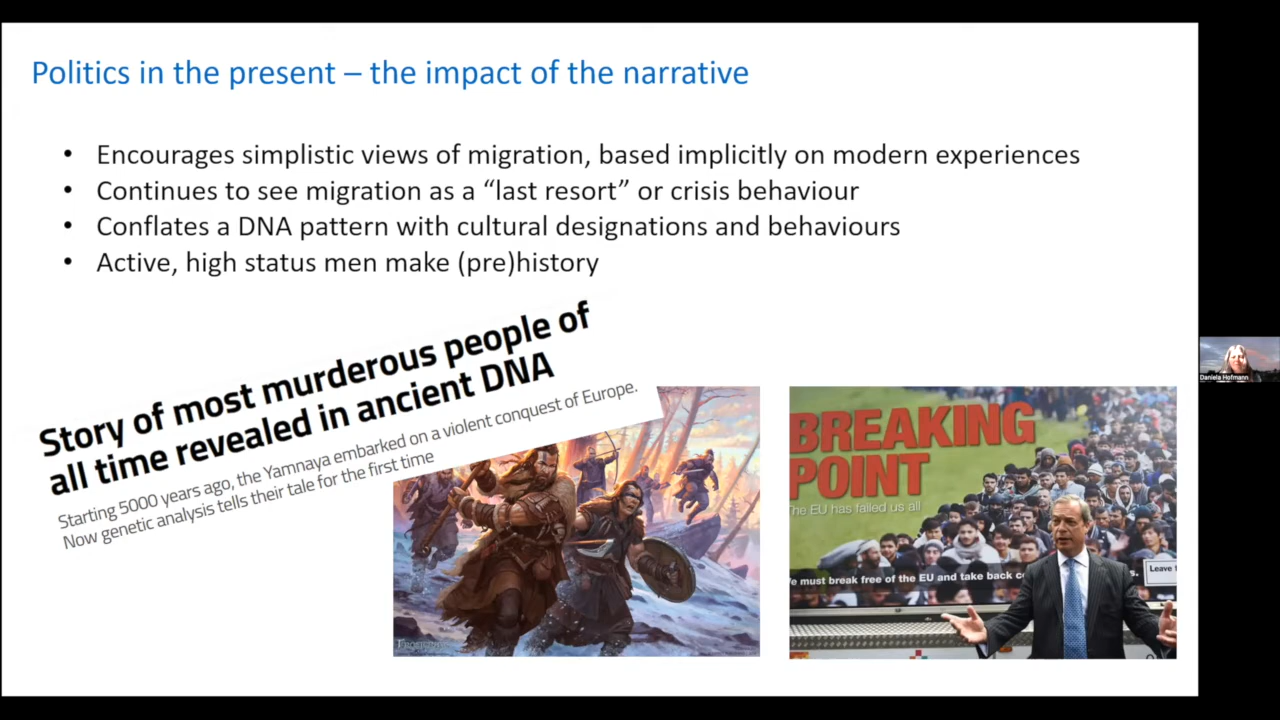 Politics in the present – the impact of the narrative
• Encourages simplistic views of migration, based implicitly on modern experiences
• Continues to see migration as a “last resort” or crisis behaviour
• Conflates a DNA pattern with cultural designations and behaviours
• Active, high status men make (pre)history
Story of most murderous people of
all time revealed in ancient DNA
Starting 5000 years ago, the Yamnaya embarked on a violent conquest of Europe.
Now genetic analysis tells their tale for the first time
BREAKING
POINT
he EU has failed us all
e must break free of the EU and take back c
s.
Leave
Daniela Hofmann